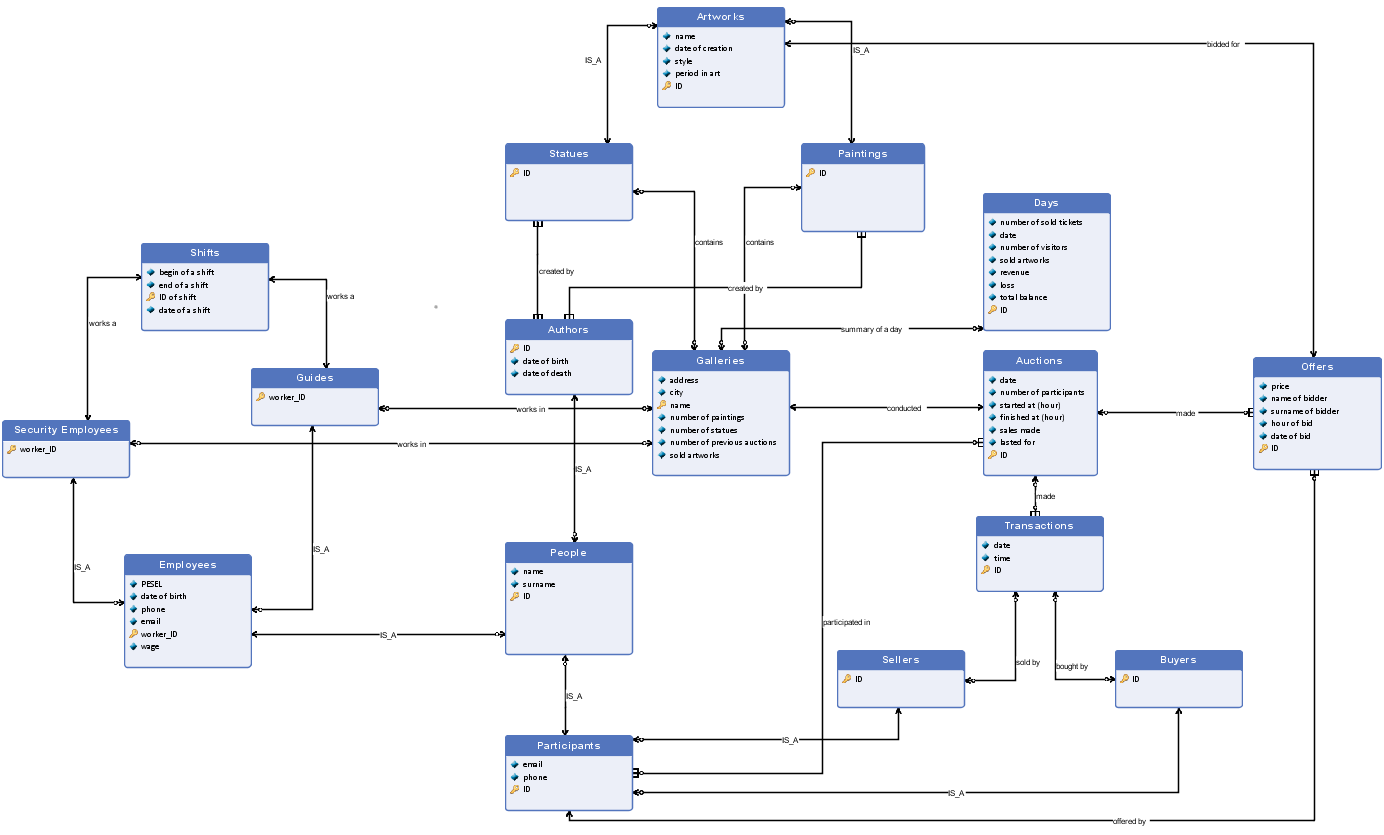 Artworks
name
date of creation
style
period in art
ID
IS_A
IS_A
bidded for
Statues
ID
Paintings
ID
Days
number of sold tickets
date
number of visitors
sold artworks
revenue
loss
total balance
ID
contains
contains
created by
created by
summary of a day
Shifts
begin of a shift
end of a shift
ID of shift
date of a shift
works a
works a
Authors
ID
date of birth
date of death
Galleries
address
city
name
number of paintings
number of statues
number of previous auctions
sold artworks
Auctions
date
number of participants
started at (hour)
finished at (hour)
sales made
lasted for
ID
Offers
price
name of bidder
surname of bidder
hour of bid
date of bid
ID
Guides
worker_ID
works in
conducted
made
Security Employees
worker_ID
works in
IS_A
made
Transactions
date
time
ID
IS_A
IS_A
Employees
PESEL
date of birth
phone
email
worker_ID
wage
People
name
surname
ID
IS_A
participated in
Sellers
ID
sold by
bought by
Buyers
ID
IS_A
Participants
email
phone
ID
IS_A
IS_A
offered by